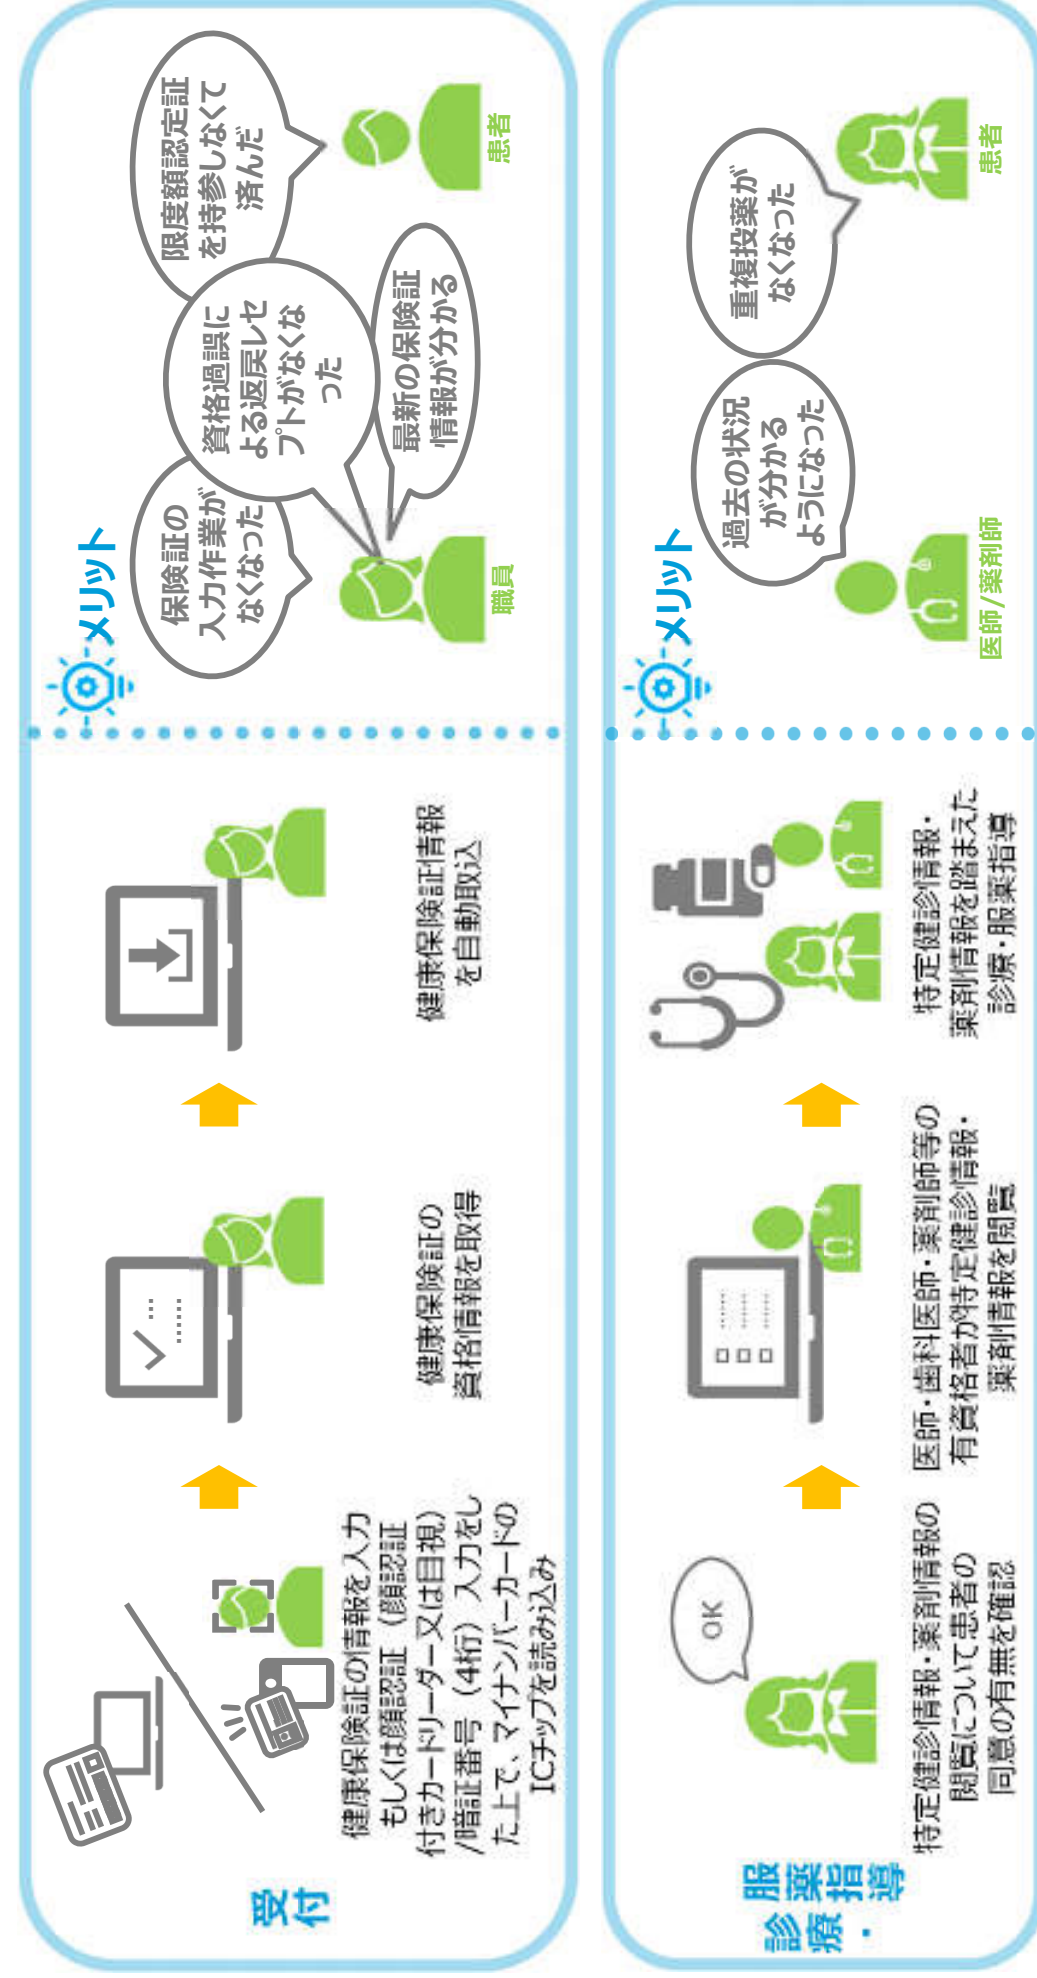 受付
健康保険証の情報を入力
もしくは顔認証（顔認証
付きカードリーダー又は目視）
/暗証番号（4桁）入力をし
た上で、マイナンバーカードの
ICチップを読み込み
健康保険証の
資格情報を取得
健康保険証情報
を自動取込
メリット
保険証の
入力作業が
なくなった
資格過誤に
よる返戻レセ
プトがなくな
った
最新の保険証
情報が分かる
職員
限度額認定証
を持参しなくて
済んだ
患者
診療・
服薬指導
OK
特定健診情報・薬剤情報の
閲覧について患者の
同意の有無を確認
医師・歯科医師・薬剤師等の
有資格者が特定健診情報・
薬剤情報を閲覧
特定健診情報・
薬剤情報を踏まえた
診療・服薬指導
メリット
過去の状況
が分かる
ようになった
医師/薬剤師
重複投薬が
なくなった
患者